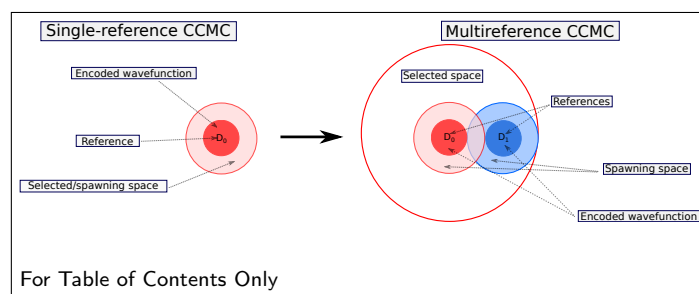 Single-reference CCMC
Encoded wavefunction
Reference
D₀
Selected/spawning space
Multireference CCMC
Selected space
References
D₀
D₁
Spawning space
Encoded wavefunction
For Table of Contents Only